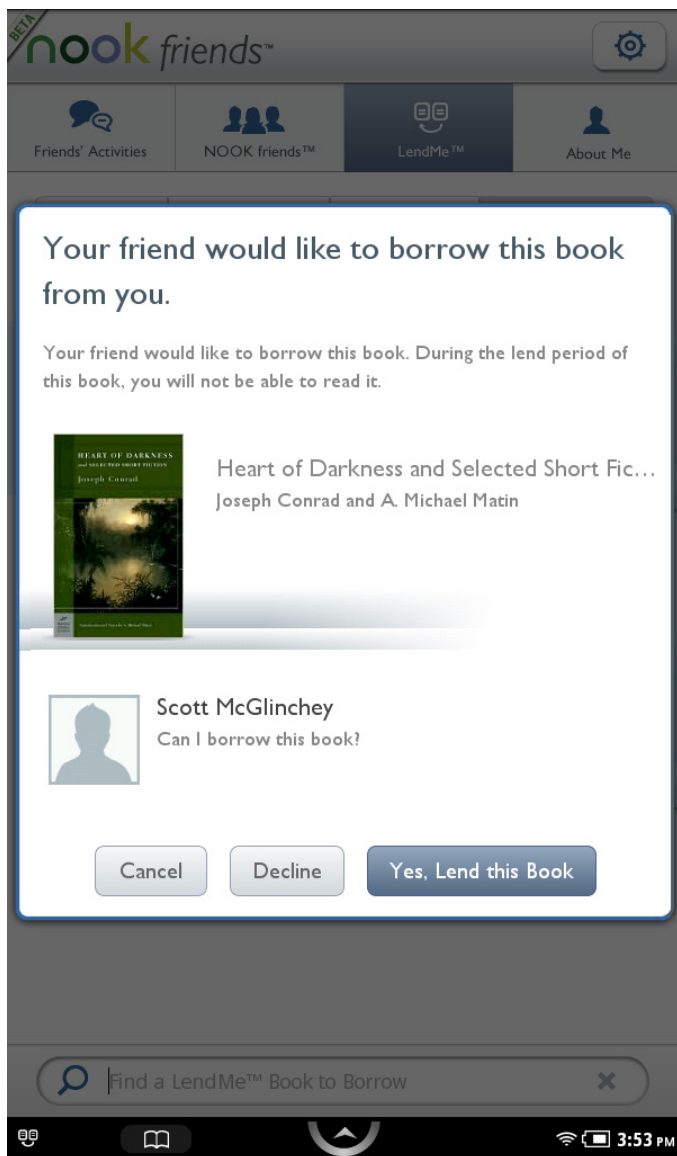 BETA
nook friends™
Friends' Activities
NOOK friends™
LendMe™
About Me
Your friend would like to borrow this book
from you.
Your friend would like to borrow this book. During the lend period of
this book, you will not be able to read it.
HEART OF DARKNESS
and SELECTED SHORT FICTION
Joseph Conrad
Heart of Darkness and Selected Short Fic...
Joseph Conrad and A. Michael Matin
Scott McGlinchey
Can I borrow this book?
Cancel
Decline
Yes, Lend this Book
Find a LendMe™ Book to Borrow
3:53 PM